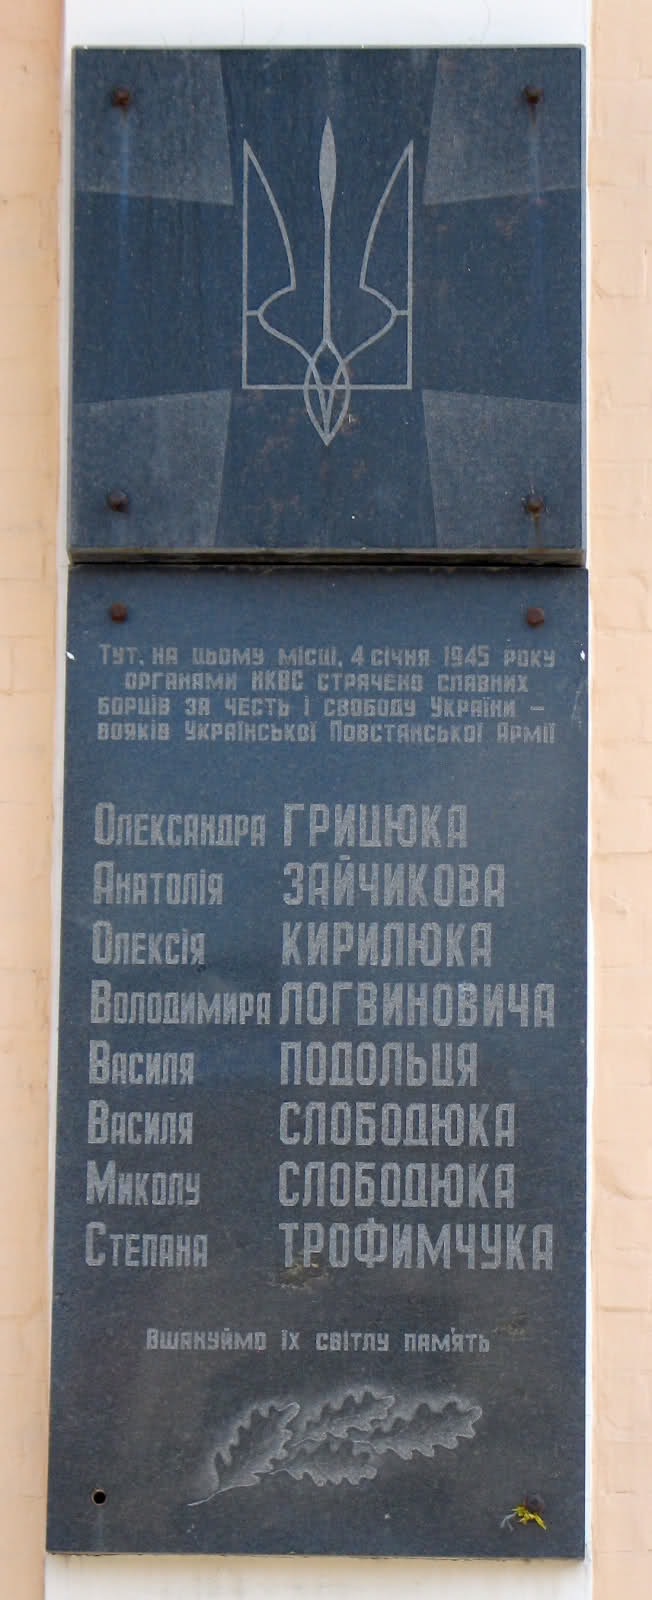 Тут, на цьому місці, 4 січня 1945 року
органами НКВС страчено славних
борців за честь і свободу України –
вояків Української Повстанської Армії
Олександра ГРИЦЮКА
Анатолія ЗАЙЧИКОВА
Олексія КИРИЛЮКА
Володимира ЛОГВИНОВИЧА
Василя ПОДОЛЬЦЯ
Василя СЛОБОДЮКА
Миколу СЛОБОДЮКА
Степана ТРОФИМЧУКА
Вшануймо їх світлу пам'ять